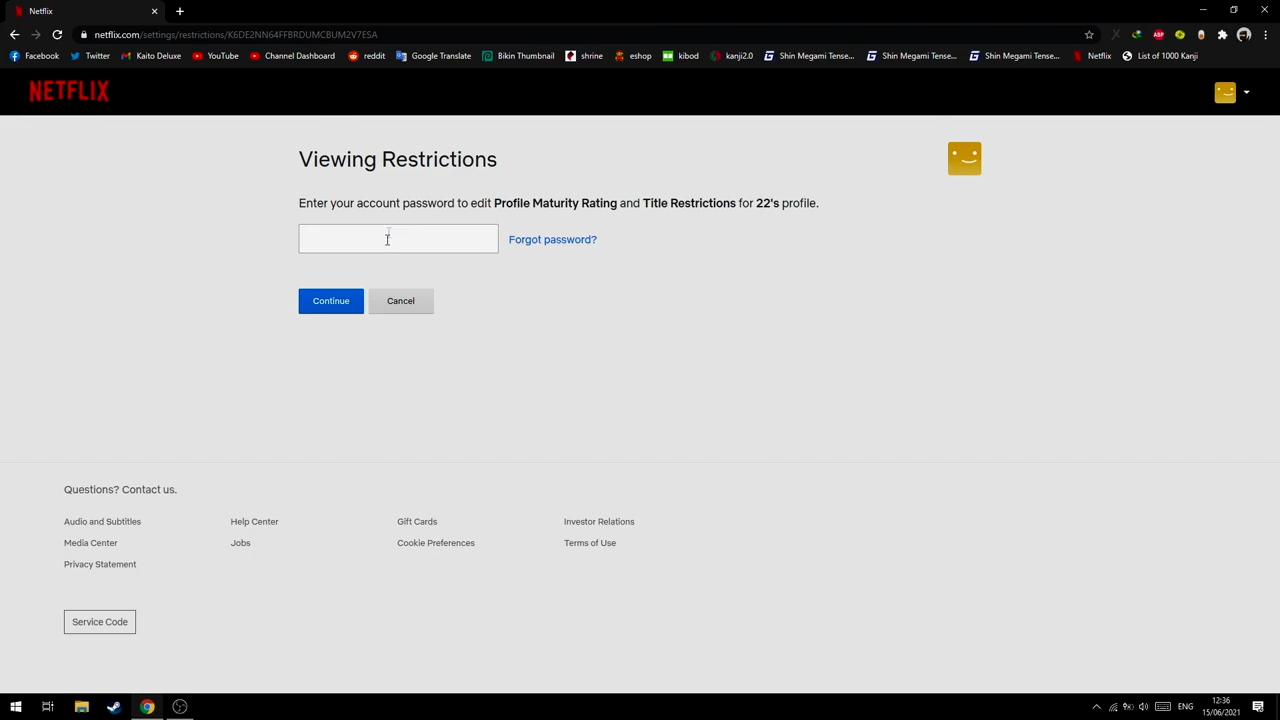 Netflix
netflix.com/settings/restrictions/K6DE2NN64FFBRDUMCBUM2V7ESA
ABP
Facebook Twitter Kaito Deluxe YouTube Channel Dashboard reddit Google Translate Bikin Thumbnail shrine eshop kibod kanji2.0 Shin Megami Tense... Shin Megami Tense... Shin Megami Tense... Netflix List of 1000 Kanji
NETFLIX
Viewing Restrictions
Enter your account password to edit Profile Maturity Rating and Title Restrictions for 22's profile.
Forgot password?
Continue Cancel
Questions? Contact us.
Audio and Subtitles Help Center Gift Cards Investor Relations
Media Center Jobs Cookie Preferences Terms of Use
Privacy Statement
Service Code
ENG
12:36
15/06/2021